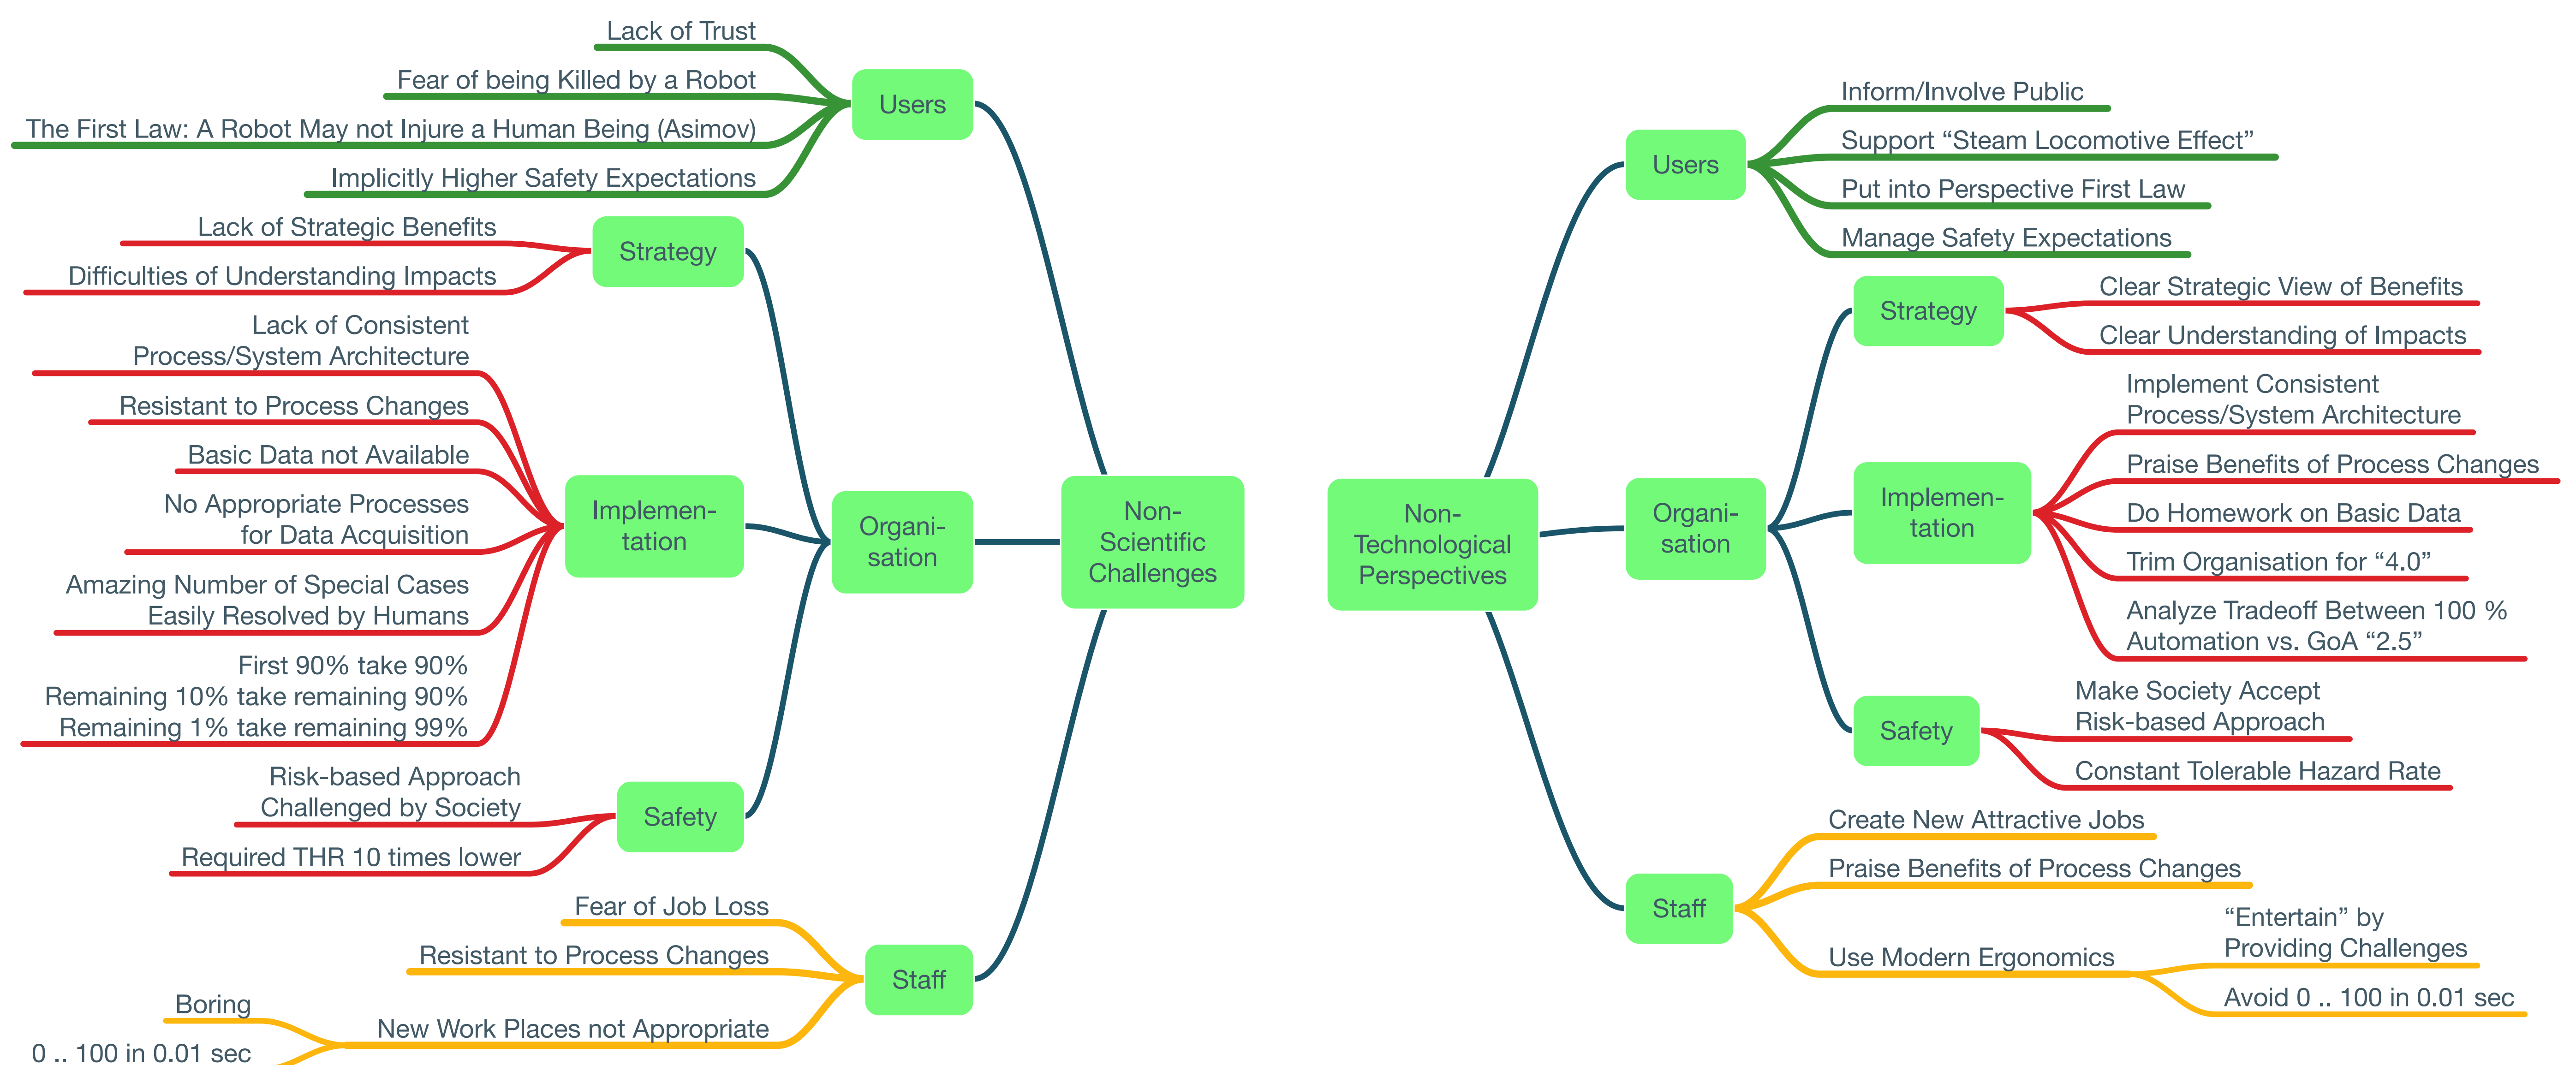 Lack of Trust
Fear of being Killed by a Robot
The First Law: A Robot May not Injure a Human Being (Asimov)
Implicitly Higher Safety Expectations
Users
Lack of Strategic Benefits
Difficulties of Understanding Impacts
Strategy
Lack of Consistent
Process/System Architecture
Resistant to Process Changes
Basic Data not Available
No Appropriate Processes
for Data Acquisition
Amazing Number of Special Cases
Easily Resolved by Humans
First 90% take 90%
Remaining 10% take remaining 90%
Remaining 1% take remaining 99%
Implemen-
tation
Risk-based Approach
Challenged by Society
Required THR 10 times lower
Safety
Organi-
sation
Fear of Job Loss
Resistant to Process Changes
Boring
0 .. 100 in 0.01 sec
New Work Places not Appropriate
Staff
Non-
Scientific
Challenges
Non-
Technological
Perspectives
Users
Inform/Involve Public
Support “Steam Locomotive Effect”
Put into Perspective First Law
Manage Safety Expectations
Organi-
sation
Strategy
Clear Strategic View of Benefits
Clear Understanding of Impacts
Implemen-
tation
Implement Consistent
Process/System Architecture
Praise Benefits of Process Changes
Do Homework on Basic Data
Trim Organisation for “4.0”
Analyze Tradeoff Between 100 %
Automation vs. GoA “2.5”
Safety
Make Society Accept
Risk-based Approach
Constant Tolerable Hazard Rate
Staff
Create New Attractive Jobs
Praise Benefits of Process Changes
Use Modern Ergonomics
“Entertain” by
Providing Challenges
Avoid 0 .. 100 in 0.01 sec